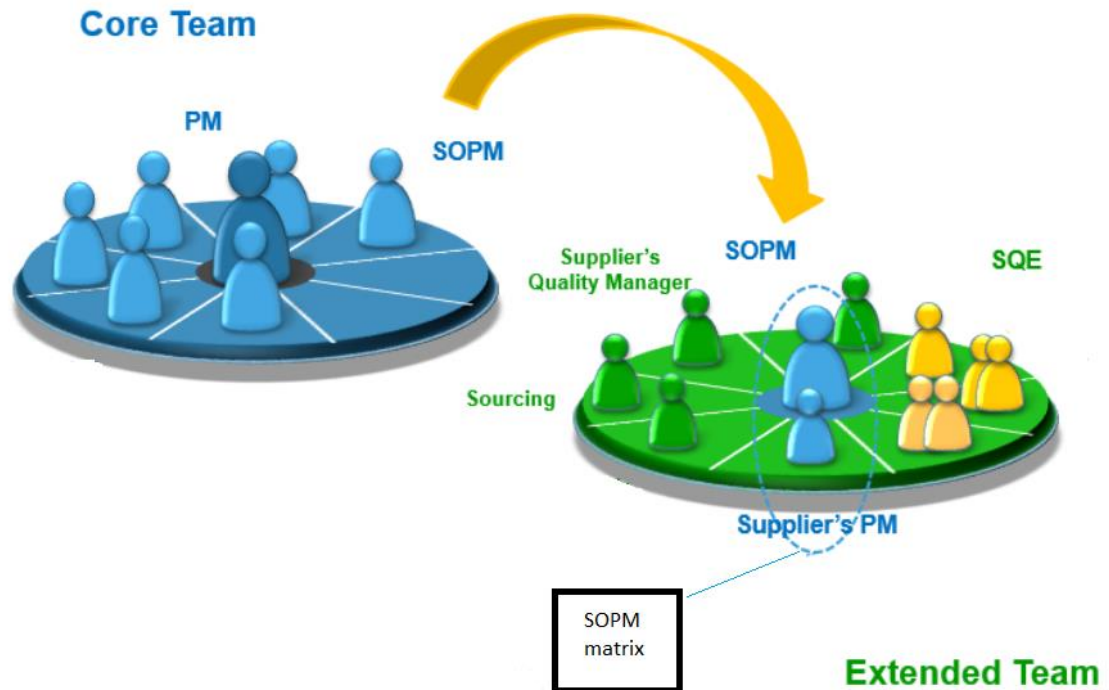 Core Team
PM
SOPM
Supplier's
Quality Manager
SOPM
SQE
Sourcing
Supplier's PM
SOPM
matrix
Extended Team